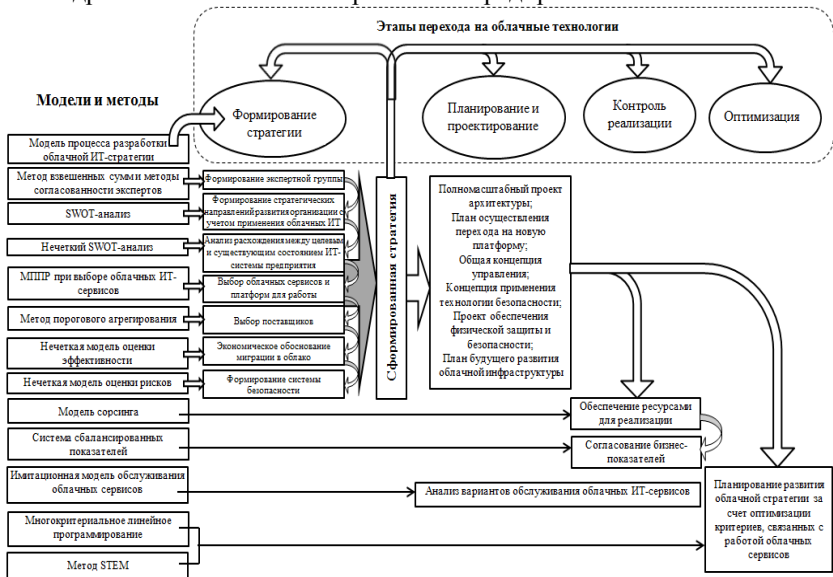 Этапы перехода на облачные технологии
Модели и методы
Формирование
стратегии
Планирование и
проектирование
Контроль
реализации
Оптимизация
Модель процесса разработки
облачной ИТ-стратегии
Метод взвешенных сумм и методы
согласованности экспертов
SWOT-анализ
Нечеткий SWOT-анализ
МППР при выборе облачных ИТ-
сервисов
Метод порогового агрегирования
Нечеткая модель оценки
эффективности
Нечеткая модель оценки рисков
Модель сорсинга
Система сбалансированных
показателей
Имитационная модель обслуживания
облачных сервисов
Многокритериальное линейное
программирование
Метод STEM
Формирование экспертной группы
Формирование стратегических
направлений развития организации с
учетом применения облачных ИТ
Анализ расхождения между целевым
и существующим состоянием ИТ-
системы предприятия
Выбор облачных сервисов и
платформ для работы
Выбор поставщиков
Экономическое обоснование
миграции в облако
Формирование системы
безопасности
Сформированная стратегия
Полномасштабный проект
архитектуры;
План осуществления
перехода на новую
платформу;
Общая концепция
управления;
Концепция применения
технологии безопасности;
Проект обеспечения
физической защиты и
безопасности;
План будущего развития
облачной инфраструктуры
Обеспечение ресурсами
для реализации
Согласование бизнес-
показателей
Анализ вариантов обслуживания облачных ИТ-сервисов
Планирование развития
облачной стратегии за
счет оптимизации
критериев, связанных с
работой облачных
сервисов